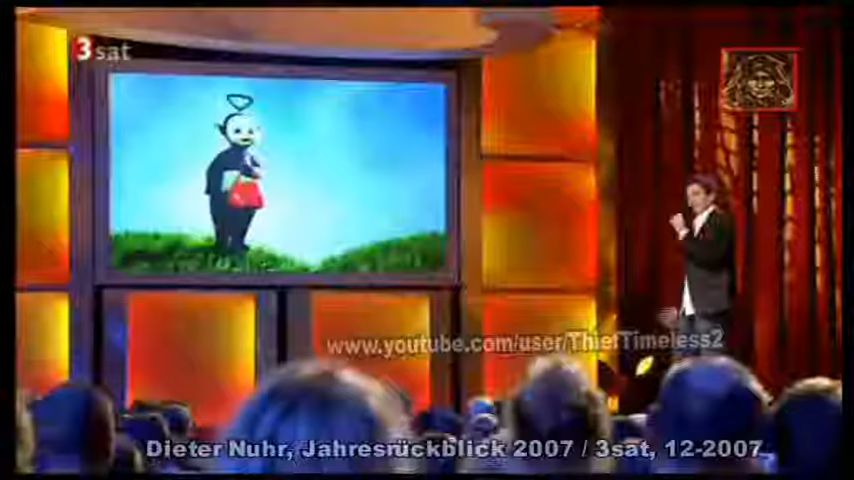 3sat
www.youtube.com/user/ThiefTimeless2
Dieter Nuhr, Jahresrückblick 2007 / 3sat, 12-2007